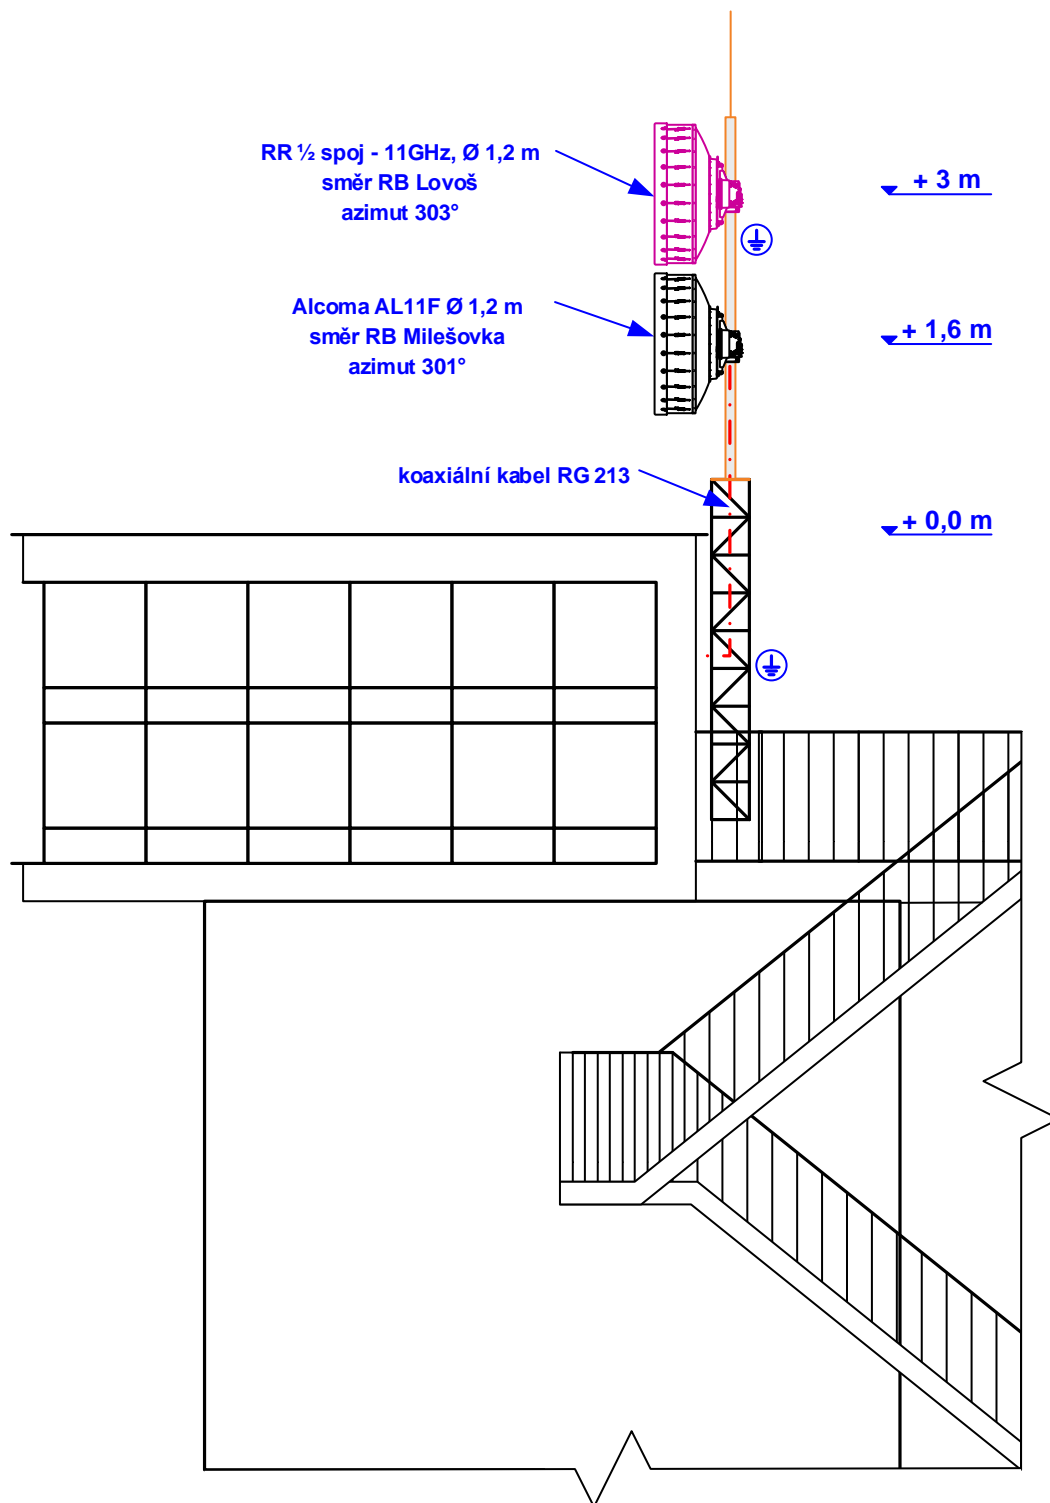 RR ½ spoj - 11GHz, Ø 1,2 m
směr RB Lovoš
azimut 303°
+ 3 m
Alcoma AL11F Ø 1,2 m
směr RB Milešovka
azimut 301°
+ 1,6 m
koaxiální kabel RG 213
+ 0,0 m